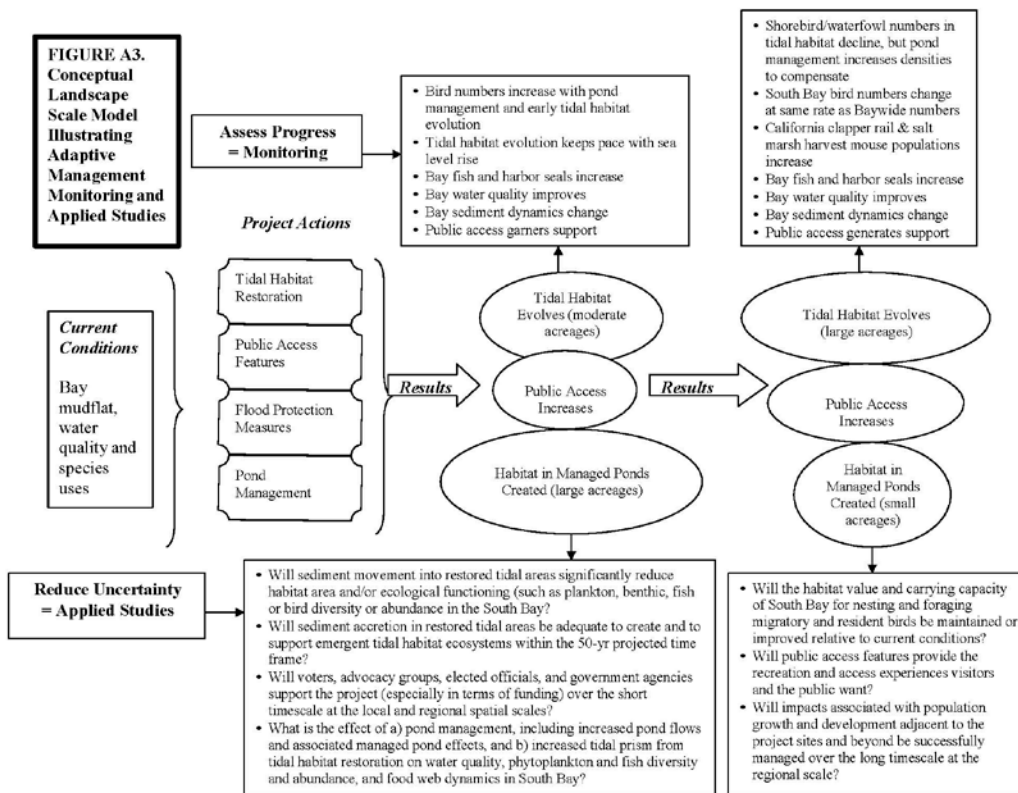 FIGURE A3.
Conceptual
Landscape
Scale Model
Illustrating
Adaptive
Management
Monitoring and
Applied Studies
Assess Progress
= Monitoring
• Bird numbers increase with pond
management and early tidal habitat
evolution
• Tidal habitat evolution keeps pace with sea
level rise
• Bay fish and harbor seals increase
• Bay water quality improves
• Bay sediment dynamics change
• Public access garners support
• Shorebird/waterfowl numbers in
tidal habitat decline, but pond
management increases densities
to compensate
• South Bay bird numbers change
at same rate as Baywide numbers
• California clapper rail & salt
marsh harvest mouse populations
increase
• Bay fish and harbor seals increase
• Bay water quality improves
• Bay sediment dynamics change
• Public access generates support
Project Actions
Current
Conditions
Bay
mudflat,
water
quality and
species
uses
Tidal Habitat
Restoration
Public Access
Features
Flood Protection
Measures
Pond
Management
Results
Tidal Habitat
Evolves (moderate
acreages)
Public Access
Increases
Habitat in Managed Ponds
Created (large acreages)
Results
Tidal Habitat Evolves
(large acreages)
Public Access
Increases
Habitat in
Managed Ponds
Created (small
acreages)
Reduce Uncertainty
= Applied Studies
• Will sediment movement into restored tidal areas significantly reduce
habitat area and/or ecological functioning (such as plankton, benthic, fish
or bird diversity or abundance in the South Bay?
• Will sediment accretion in restored tidal areas be adequate to create and to
support emergent tidal habitat ecosystems within the 50-yr projected time
frame?
• Will voters, advocacy groups, elected officials, and government agencies
support the project (especially in terms of funding) over the short
timescale at the local and regional spatial scales?
• What is the effect of a) pond management, including increased pond flows
and associated managed pond effects, and b) increased tidal prism from
tidal habitat restoration on water quality, phytoplankton and fish diversity
and abundance, and food web dynamics in South Bay?
• Will the habitat value and carrying capacity
of South Bay for nesting and foraging
migratory and resident birds be maintained or
improved relative to current conditions?
• Will public access features provide the
recreation and access experiences visitors
and the public want?
• Will impacts associated with population
growth and development adjacent to the
project sites and beyond be successfully
managed over the long timescale at the
regional scale?